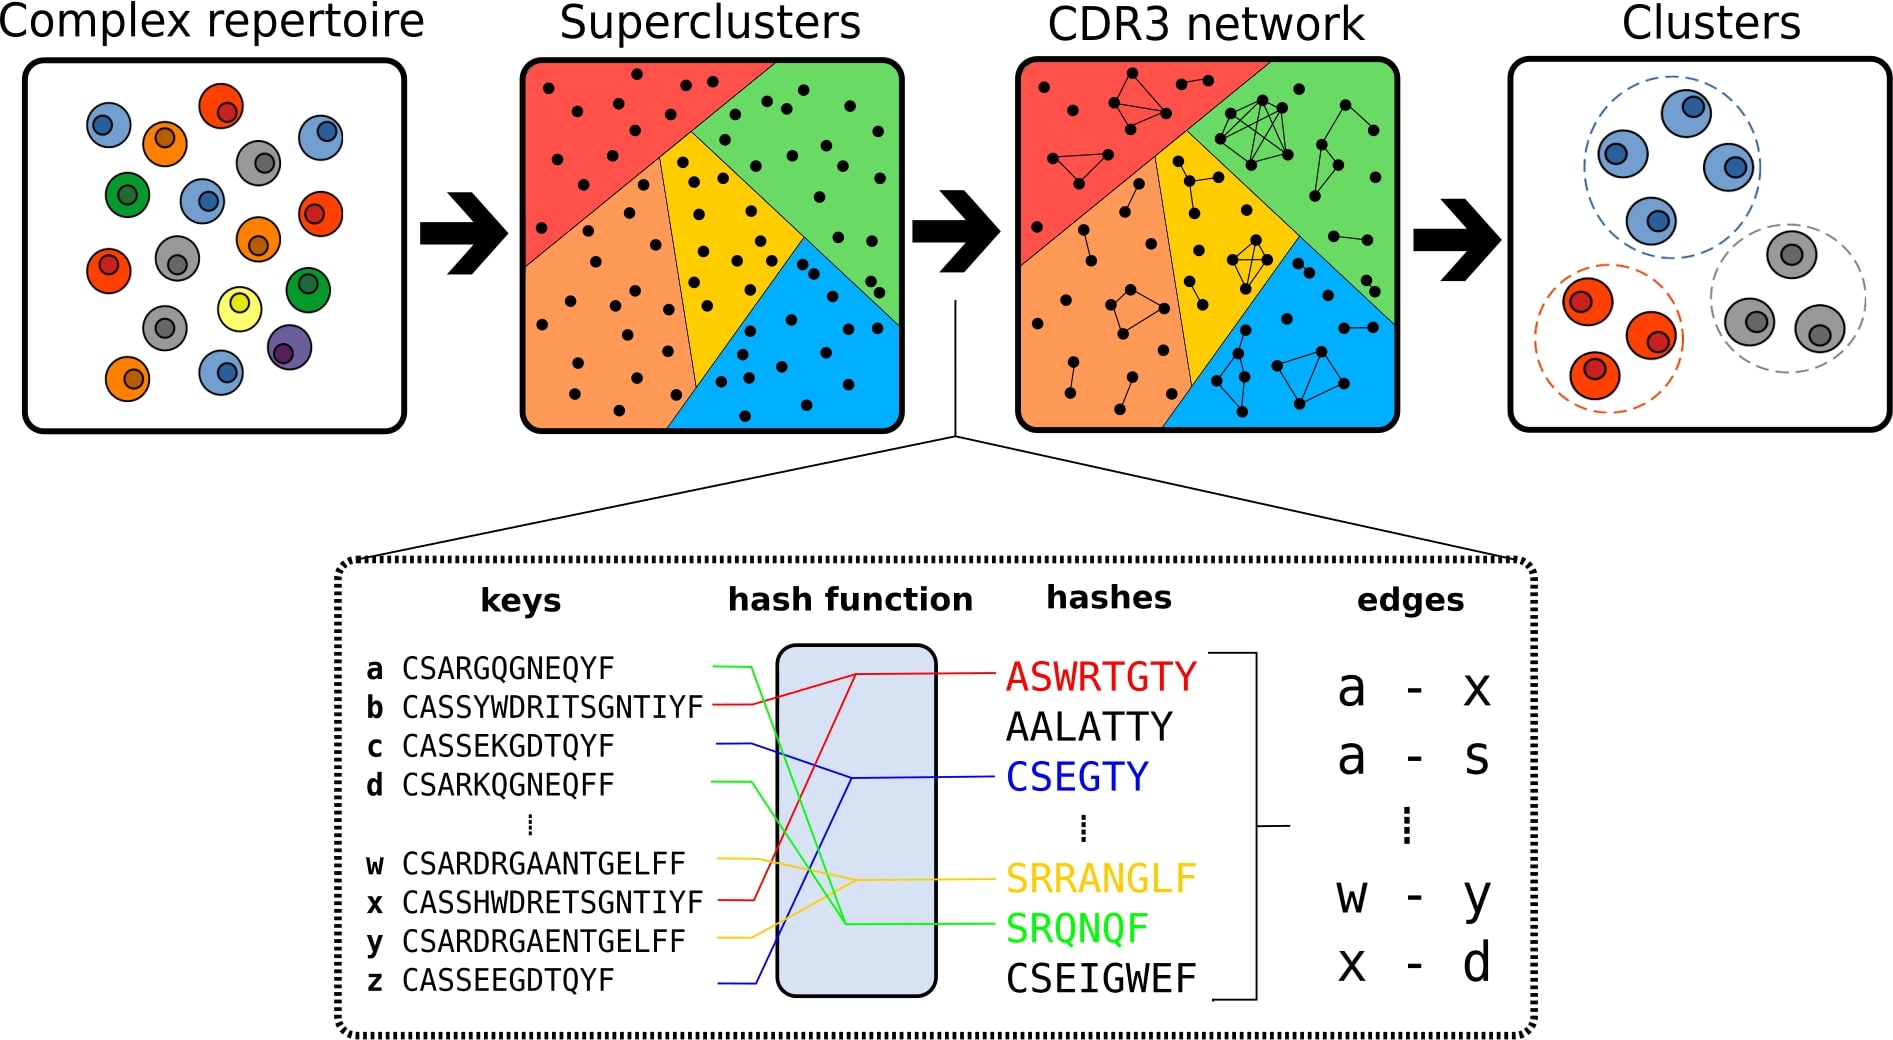 Complex repertoire
Superclusters
CDR3 network
Clusters
keys
hash function
hashes
edges
a CSARGQGNEQYF
b CASSYWDRITSGNTIYF
c CASSEKGDTQYF
d CSARKQGNEQFF
w CSARDRGAANTGELFF
x CASSHWDRETSGNTIYF
y CSARDRGAENTGELFF
z CASSEEGDTQYF
ASWRTGTY
AALATTY
CSEGTY
SRRANGLF
SRQNQF
CSEIGWEF
a - x
a - s
w - y
x - d